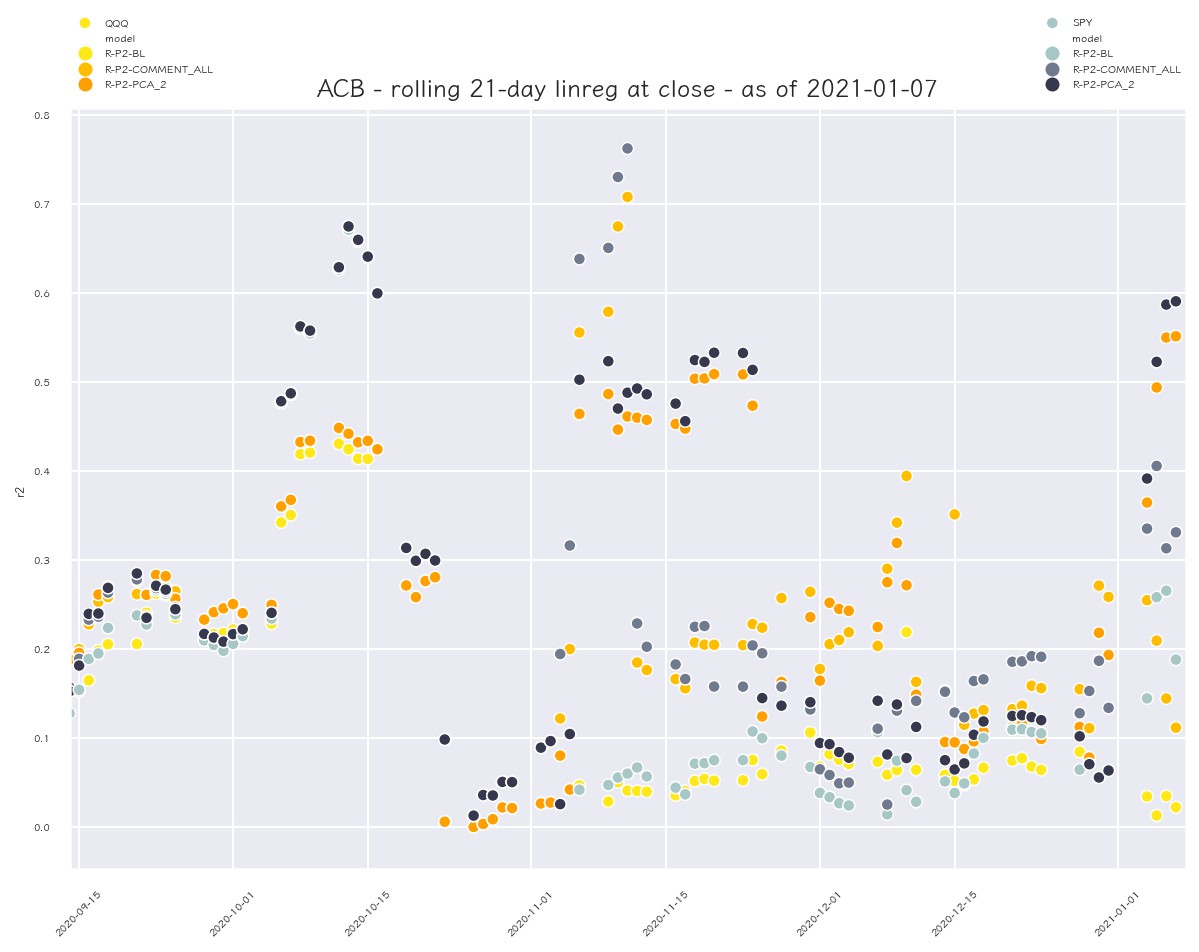 QQQ
model
R-P2-BL
R-P2-COMMENT_ALL
R-P2-PCA_2
SPY
model
R-P2-BL
R-P2-COMMENT_ALL
R-P2-PCA_2
ACB - rolling 21-day linreg at close - as of 2021-01-07
0.8
0.7
0.6
0.5
0.4
0.3
0.2
0.1
0.0
r2
2020-09-15
2020-10-01
2020-10-15
2020-11-01
2020-11-15
2020-12-01
2020-12-15
2021-01-01